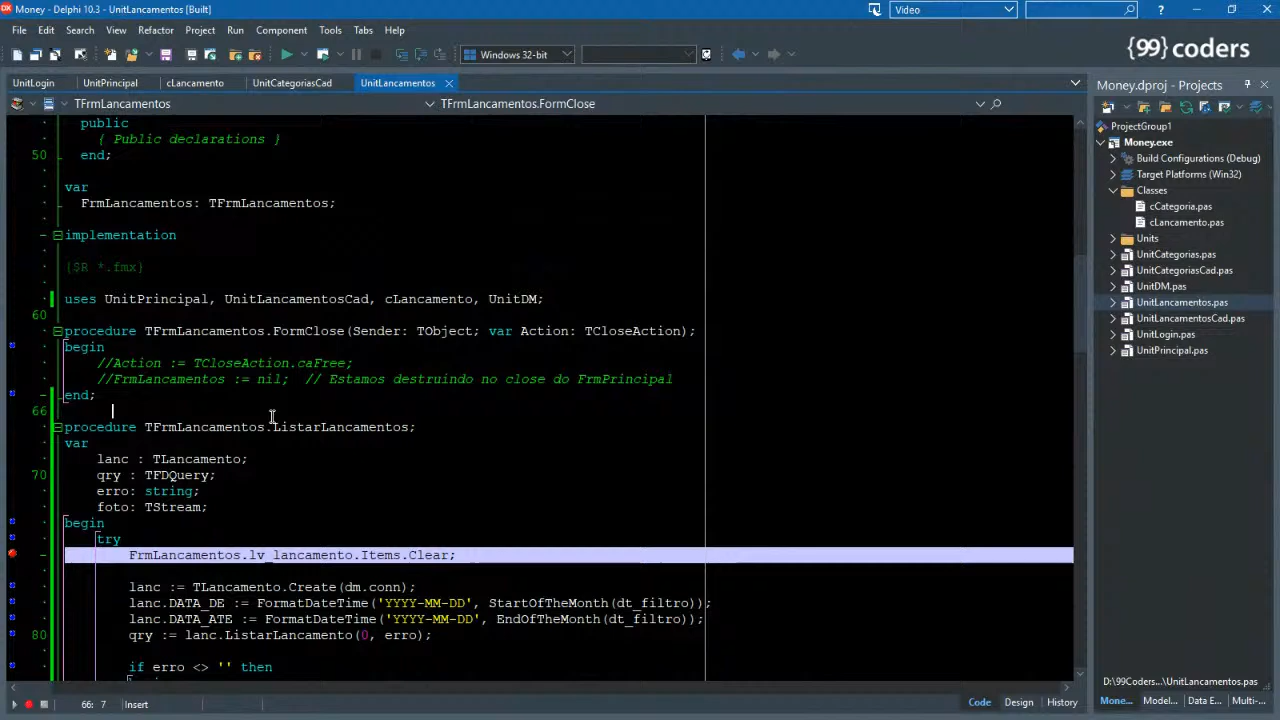 Money - Delphi 10.3 - UnitLancamentos [Built]
Video
File Edit Search View Refactor Project Run Component Tools Tabs Help
Windows 32-bit
{99} coders
UnitLogin UnitPrincipal cLancamento UnitCategoriasCad UnitLancamentos
TFrmLancamentos TFrmLancamentos.FormClose
public
{ Public declarations }
50 end;
var
FrmLancamentos: TFrmLancamentos;
implementation
{$R *.fmx}
uses UnitPrincipal, UnitLancamentosCad, cLancamento, UnitDM;
60
procedure TFrmLancamentos.FormClose(Sender: TObject; var Action: TCloseAction);
begin
//Action := TCloseAction.caFree;
//FrmLancamentos := nil; // Estamos destruindo no close do FrmPrincipal
end;
66
procedure TFrmLancamentos.ListarLancamentos;
var
lanc : TLancamento;
70 qry : TFDQuery;
erro: string;
foto: TStream;
begin
try
FrmLancamentos.lv_lancamento.Items.Clear;
lanc := TLancamento.Create(dm.conn);
lanc.DATA_DE := FormatDateTime('YYYY-MM-DD', StartOfTheMonth(dt_filtro));
lanc.DATA_ATE := FormatDateTime('YYYY-MM-DD', EndOfTheMonth(dt_filtro));
80 qry := lanc.ListarLancamento(0, erro);
if erro <> '' then
66: 7 Insert
Code Design History
Money.dproj - Projects
ProjectGroup1
Money.exe
Build Configurations (Debug)
Target Platforms (Win32)
Classes
cCategoria.pas
cLancamento.pas
Units
UnitCategorias.pas
UnitCategoriasCad.pas
UnitDM.pas
UnitLancamentos.pas
UnitLancamentosCad.pas
UnitLogin.pas
UnitPrincipal.pas
D:\99Coders...\UnitLancamentos.pas
Mone... Model... Data E... Multi-...